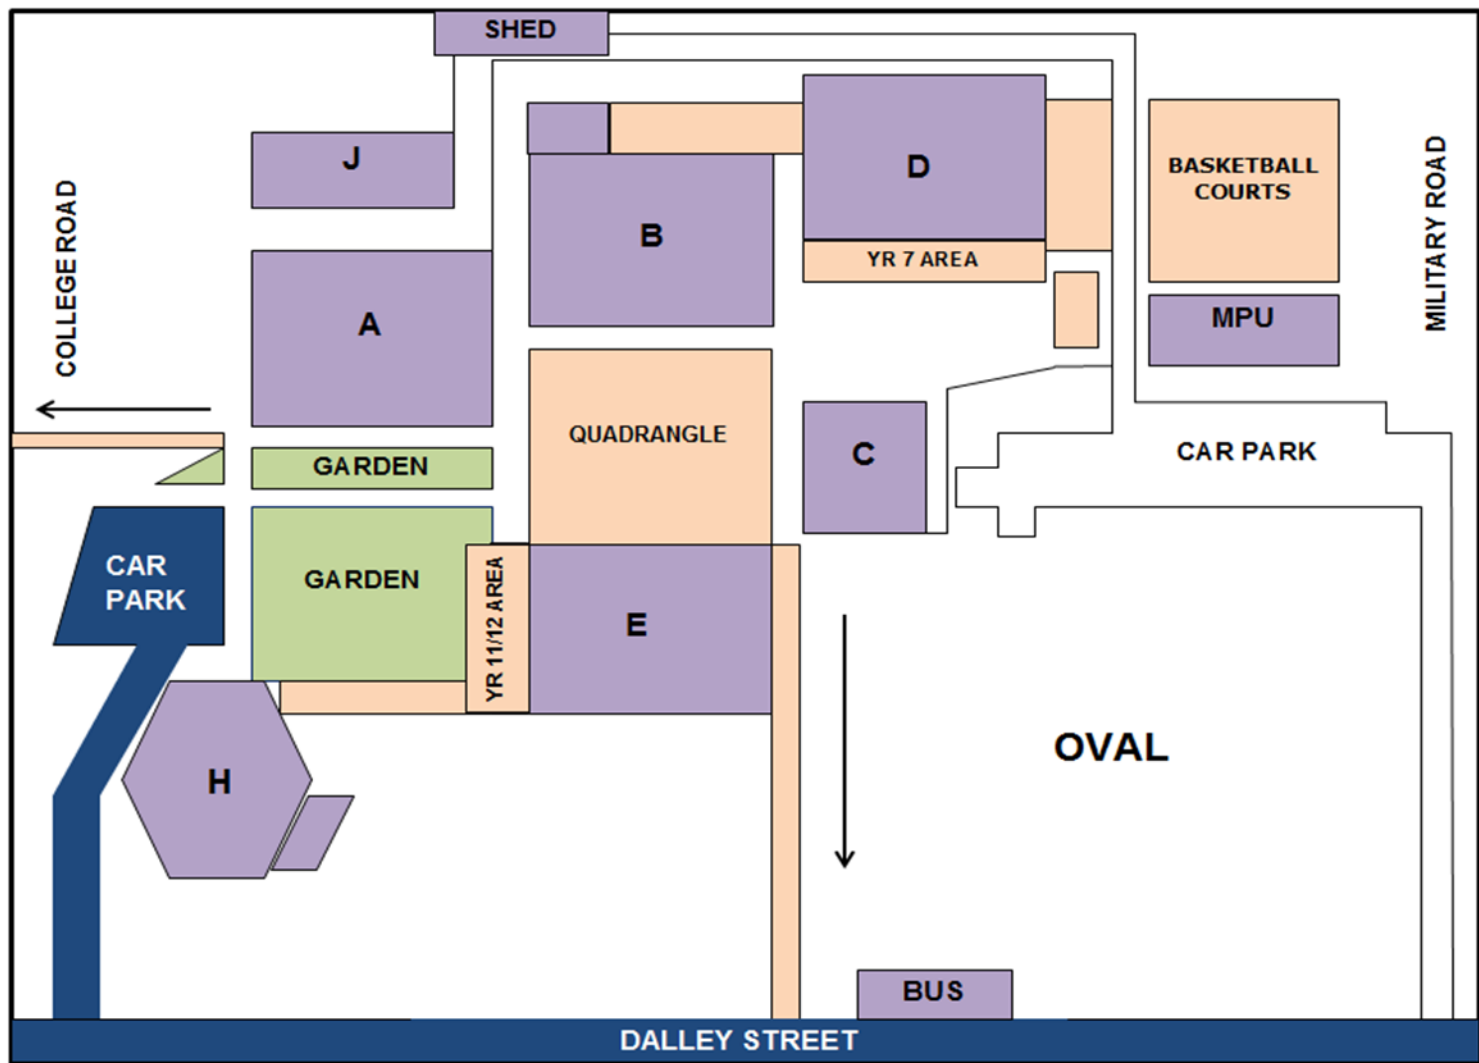 SHED
J
D
BASKETBALL
COURTS
MILITARY ROAD
COLLEGE ROAD
B
YR 7 AREA
A
MPU
QUADRANGLE
C
CAR PARK
GARDEN
CAR
PARK
GARDEN
YR 11/12 AREA
E
OVAL
H
BUS
DALLEY STREET